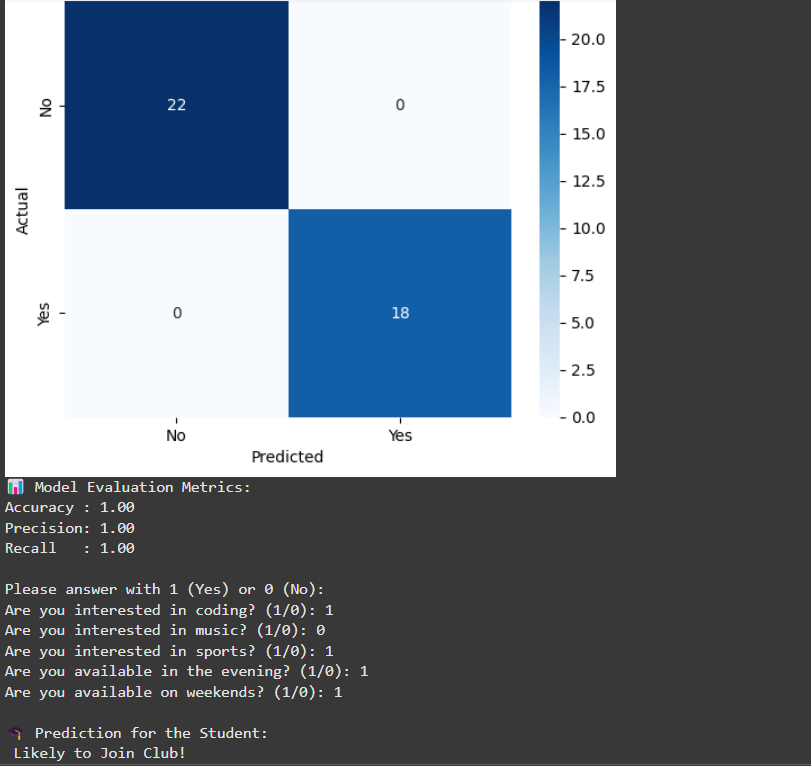 20.0
17.5
15.0
12.5
10.0
7.5
5.0
2.5
0.0
No
22
0
Actual
Yes
0
18
No
Yes
Predicted
📊 Model Evaluation Metrics:
Accuracy : 1.00
Precision: 1.00
Recall   : 1.00
Please answer with 1 (Yes) or 0 (No):
Are you interested in coding? (1/0): 1
Are you interested in music? (1/0): 0
Are you interested in sports? (1/0): 1
Are you available in the evening? (1/0): 1
Are you available on weekends? (1/0): 1
🎓 Prediction for the Student:
Likely to Join Club!